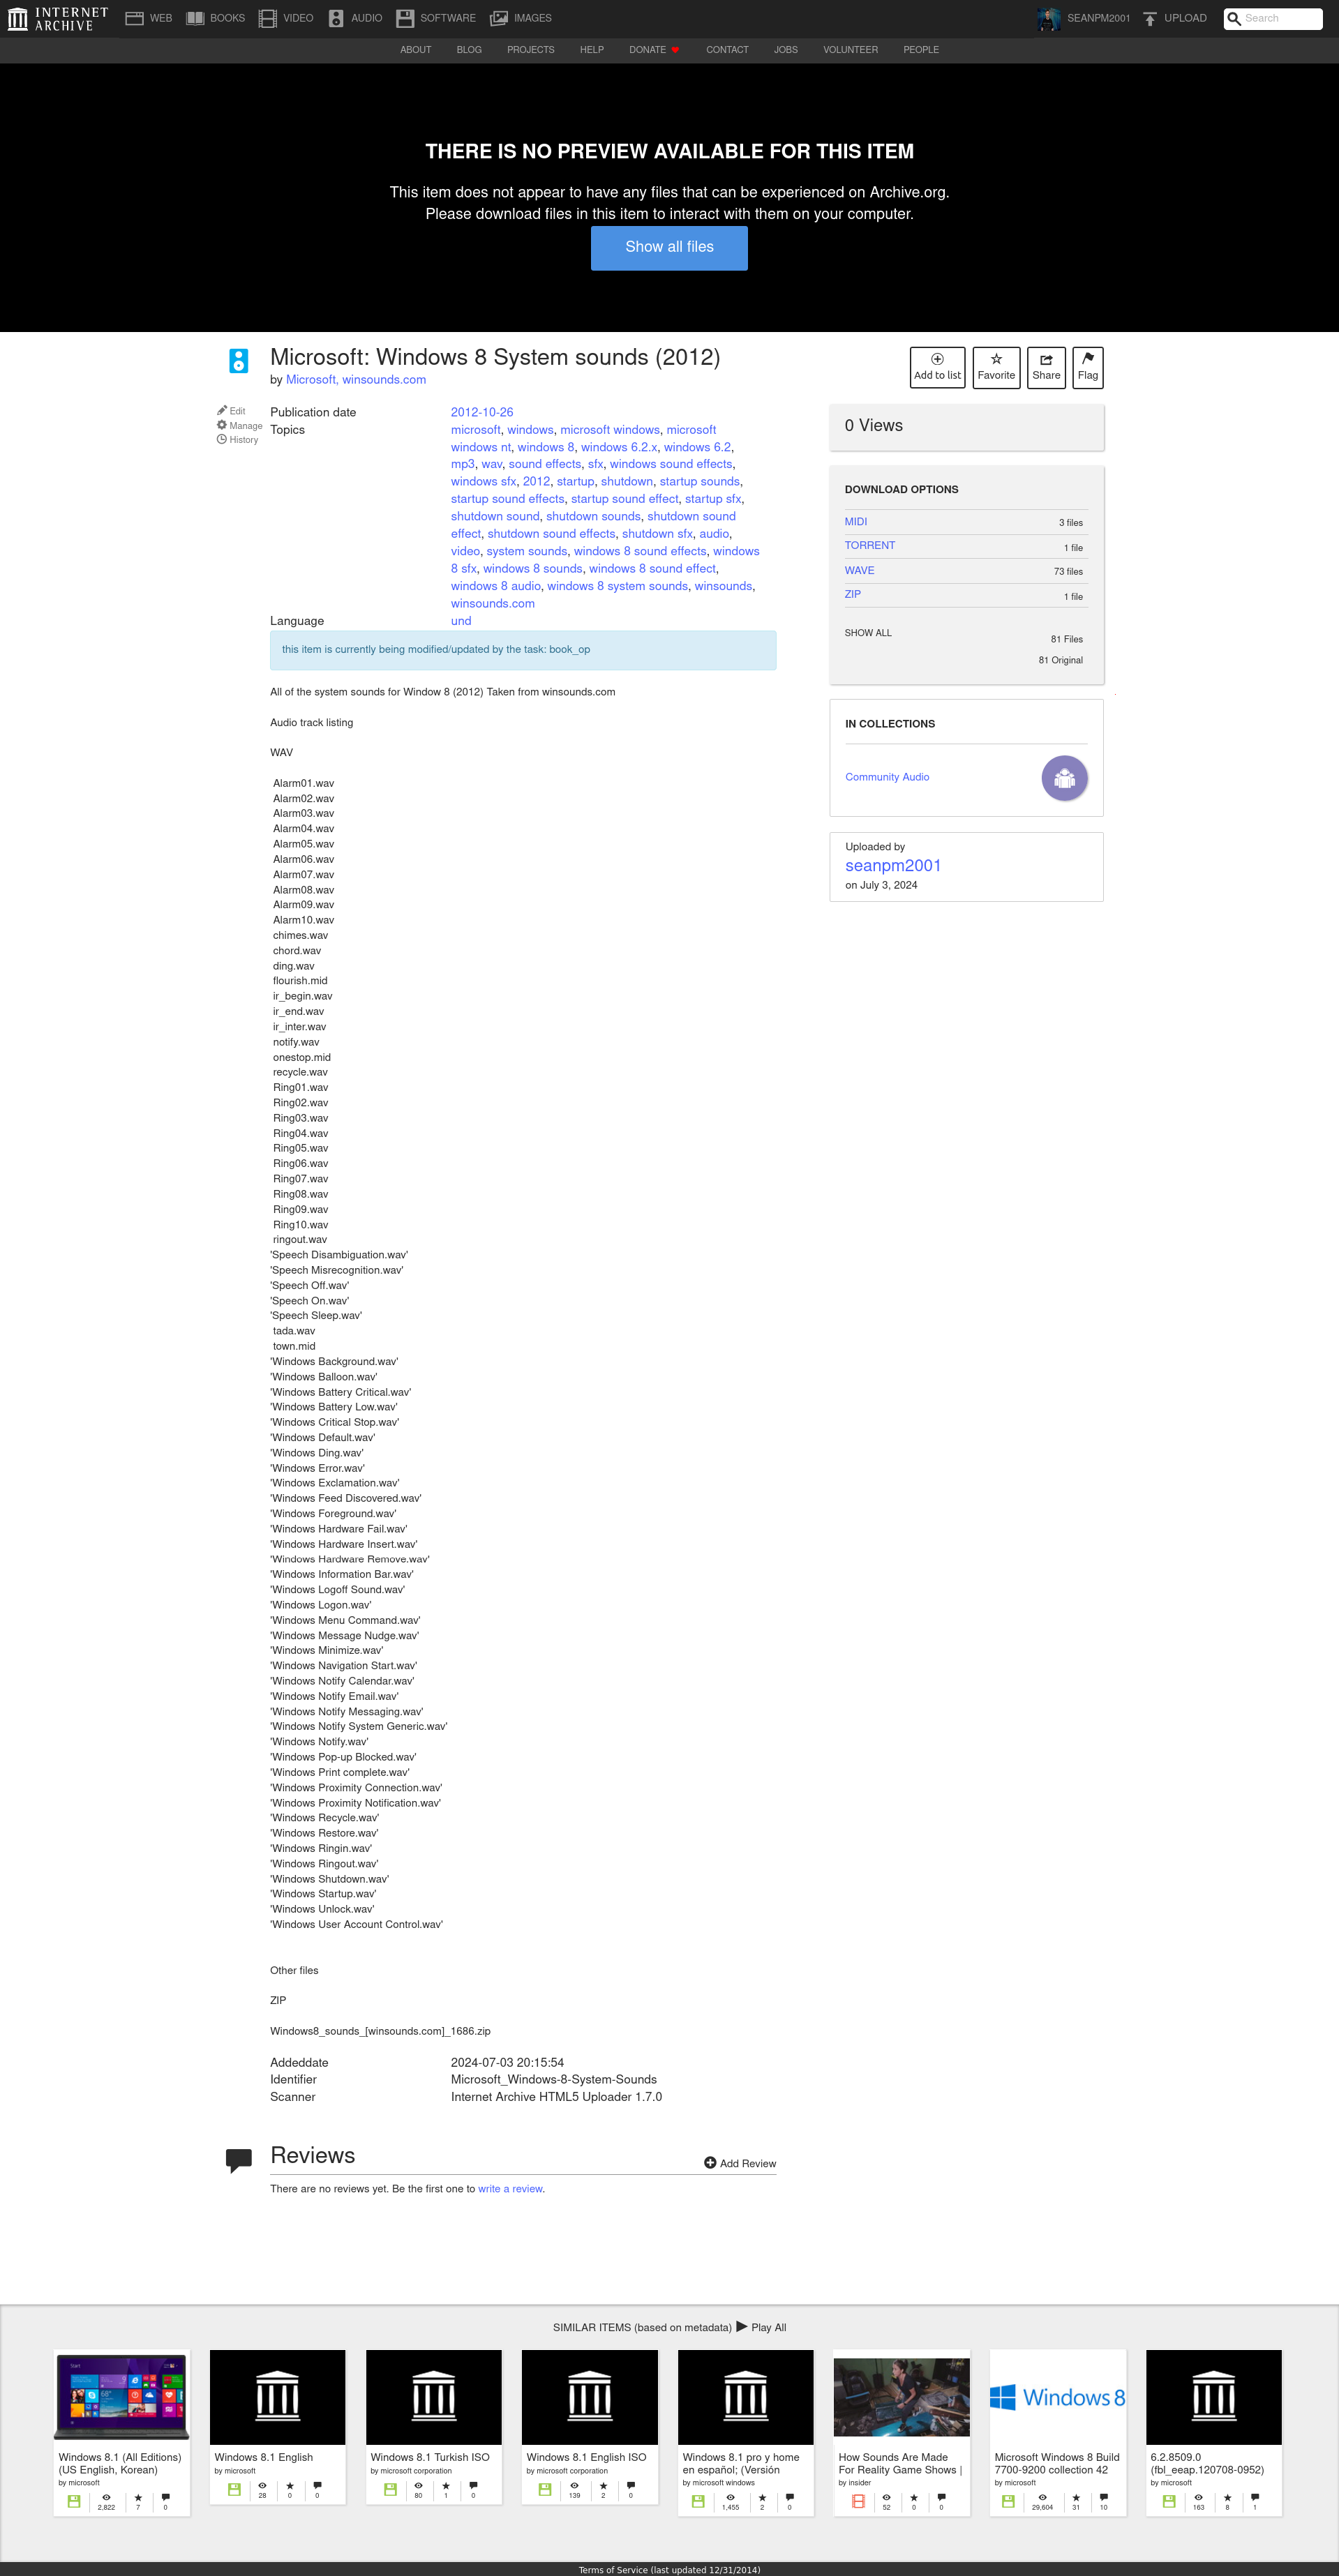 INTERNET ARCHIVE WEB BOOKS VIDEO AUDIO SOFTWARE IMAGES SEANPM2001 UPLOAD Search
ABOUT BLOG PROJECTS HELP DONATE CONTACT JOBS VOLUNTEER PEOPLE
THERE IS NO PREVIEW AVAILABLE FOR THIS ITEM
This item does not appear to have any files that can be experienced on Archive.org.
Please download files in this item to interact with them on your computer.
Show all files
Microsoft: Windows 8 System sounds (2012)
by Microsoft, winsounds.com
Add to list Favorite Share Flag
Edit
Manage
History
Publication date 2012-10-26
Topics microsoft, windows, microsoft windows, microsoft
windows nt, windows 8, windows 6.2.x, windows 6.2,
mp3, wav, sound effects, sfx, windows sound effects,
windows sfx, 2012, startup, shutdown, startup sounds,
startup sound effects, startup sound effect, startup sfx,
shutdown sound, shutdown sounds, shutdown sound
effect, shutdown sound effects, shutdown sfx, audio,
video, system sounds, windows 8 sound effects, windows
8 sfx, windows 8 sounds, windows 8 sound effect,
windows 8 audio, windows 8 system sounds, winsounds,
winsounds.com
Language und
this item is currently being modified/updated by the task: book_op
All of the system sounds for Window 8 (2012) Taken from winsounds.com
Audio track listing
WAV
Alarm01.wav
Alarm02.wav
Alarm03.wav
Alarm04.wav
Alarm05.wav
Alarm06.wav
Alarm07.wav
Alarm08.wav
Alarm09.wav
Alarm10.wav
chimes.wav
chord.wav
ding.wav
flourish.mid
ir_begin.wav
ir_end.wav
ir_inter.wav
notify.wav
onestop.mid
recycle.wav
Ring01.wav
Ring02.wav
Ring03.wav
Ring04.wav
Ring05.wav
Ring06.wav
Ring07.wav
Ring08.wav
Ring09.wav
Ring10.wav
ringout.wav
'Speech Disambiguation.wav'
'Speech Misrecognition.wav'
'Speech Off.wav'
'Speech On.wav'
'Speech Sleep.wav'
tada.wav
town.mid
'Windows Background.wav'
'Windows Balloon.wav'
'Windows Battery Critical.wav'
'Windows Battery Low.wav'
'Windows Critical Stop.wav'
'Windows Default.wav'
'Windows Ding.wav'
'Windows Error.wav'
'Windows Exclamation.wav'
'Windows Feed Discovered.wav'
'Windows Foreground.wav'
'Windows Hardware Fail.wav'
'Windows Hardware Insert.wav'
'Windows Hardware Remove.wav'
'Windows Information Bar.wav'
'Windows Logoff Sound.wav'
'Windows Logon.wav'
'Windows Menu Command.wav'
'Windows Message Nudge.wav'
'Windows Minimize.wav'
'Windows Navigation Start.wav'
'Windows Notify Calendar.wav'
'Windows Notify Email.wav'
'Windows Notify Messaging.wav'
'Windows Notify System Generic.wav'
'Windows Notify.wav'
'Windows Pop-up Blocked.wav'
'Windows Print complete.wav'
'Windows Proximity Connection.wav'
'Windows Proximity Notification.wav'
'Windows Recycle.wav'
'Windows Restore.wav'
'Windows Ringin.wav'
'Windows Ringout.wav'
'Windows Shutdown.wav'
'Windows Startup.wav'
'Windows Unlock.wav'
'Windows User Account Control.wav'
Other files
ZIP
Windows8_sounds_[winsounds.com]_1686.zip
Addeddate 2024-07-03 20:15:54
Identifier Microsoft_Windows-8-System-Sounds
Scanner Internet Archive HTML5 Uploader 1.7.0
0 Views
DOWNLOAD OPTIONS
MIDI 3 files
TORRENT 1 file
WAVE 73 files
ZIP 1 file
SHOW ALL 81 Files
81 Original
IN COLLECTIONS
Community Audio
Uploaded by
seanpm2001
on July 3, 2024
Reviews
Add Review
There are no reviews yet. Be the first one to write a review.
SIMILAR ITEMS (based on metadata) Play All
Windows 8.1 (All Editions)
(US English, Korean)
by microsoft
2,822 7 0
Windows 8.1 English
by microsoft
28 0 0
Windows 8.1 Turkish ISO
by microsoft corporation
80 1 0
Windows 8.1 English ISO
by microsoft corporation
139 2 0
Windows 8.1 pro y home
en español; (Versión
by microsoft windows
1,455 2 0
How Sounds Are Made
For Reality Game Shows |
by insider
52 0 0
Windows 8
Microsoft Windows 8 Build
7700-9200 collection 42
by microsoft
29,604 31 10
6.2.8509.0
(fbl_eeap.120708-0952)
by microsoft
163 8 1
Terms of Service (last updated 12/31/2014)